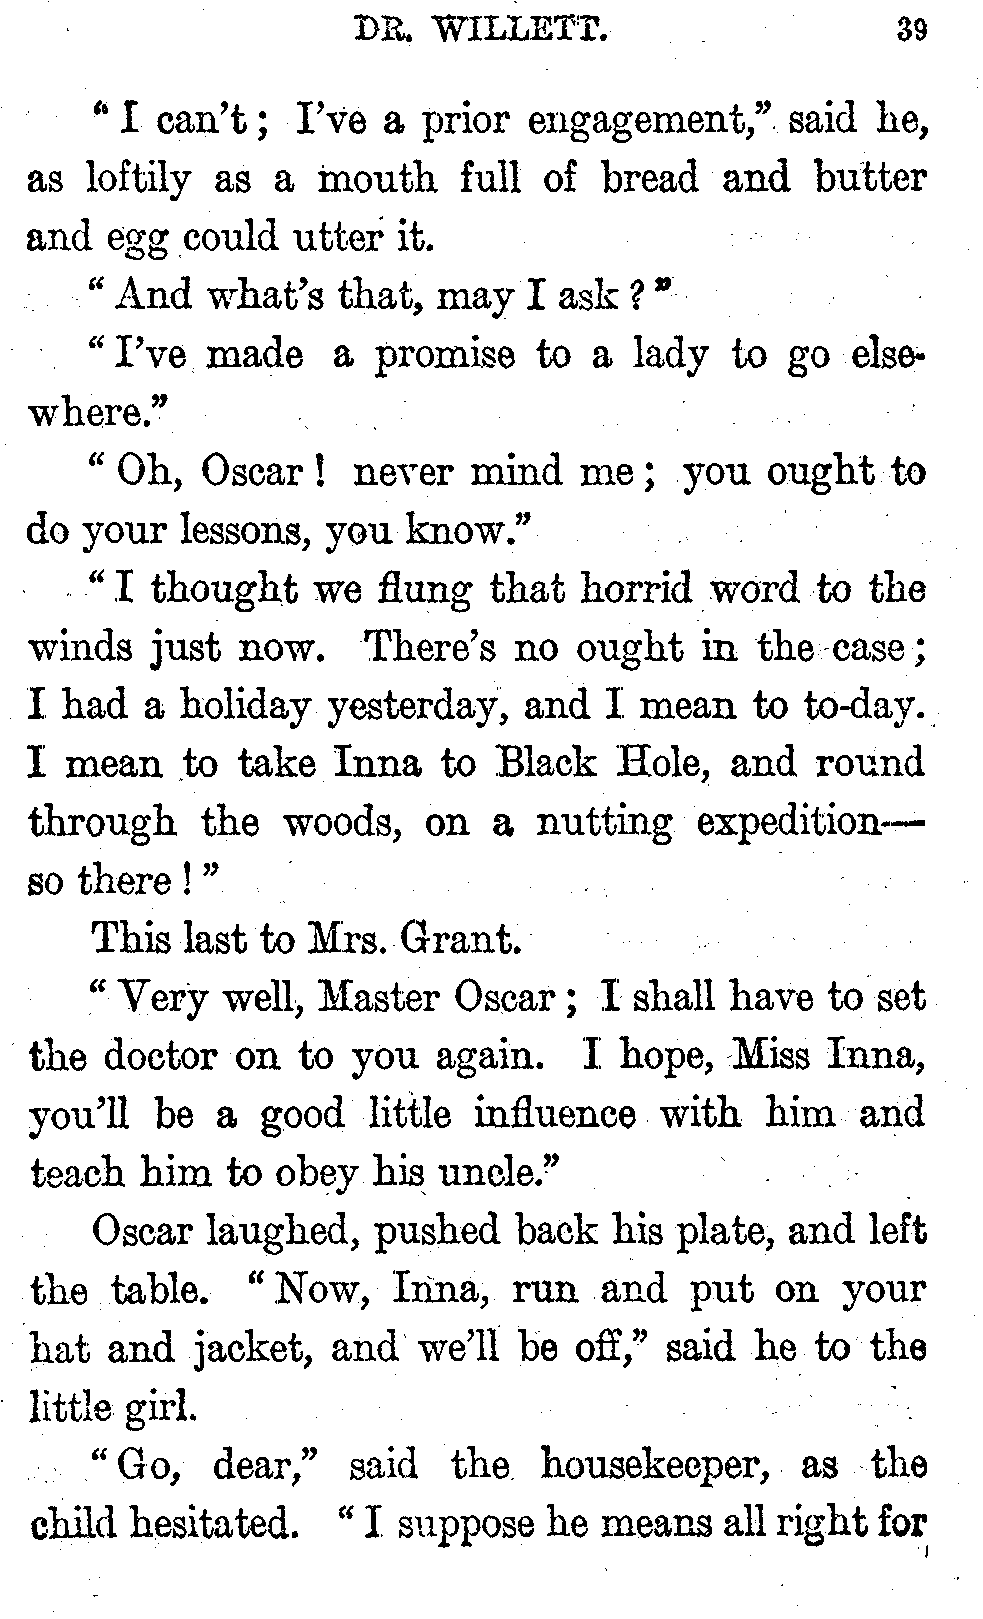 DR. WILLETT. 39
“I can’t; I’ve a prior engagement,” said he,
as loftily as a mouth full of bread and butter
and egg could utter it.
“And what’s that, may I ask?”
“I’ve made a promise to a lady to go else-
where.”
“Oh, Oscar! never mind me; you ought to
do your lessons, you know.”
“I thought we flung that horrid word to the
winds just now. There’s no ought in the case;
I had a holiday yesterday, and I mean to to-day.
I mean to take Inna to Black Hole, and round
through the woods, on a nutting expedition—
so there!”
This last to Mrs. Grant.
“Very well, Master Oscar; I shall have to set
the doctor on to you again. I hope, Miss Inna,
you’ll be a good little influence with him and
teach him to obey his uncle.”
Oscar laughed, pushed back his plate, and left
the table. “Now, Inna, run and put on your
hat and jacket, and we’ll be off,” said he to the
little girl.
“Go, dear,” said the housekeeper, as the
child hesitated. “I suppose he means all right for